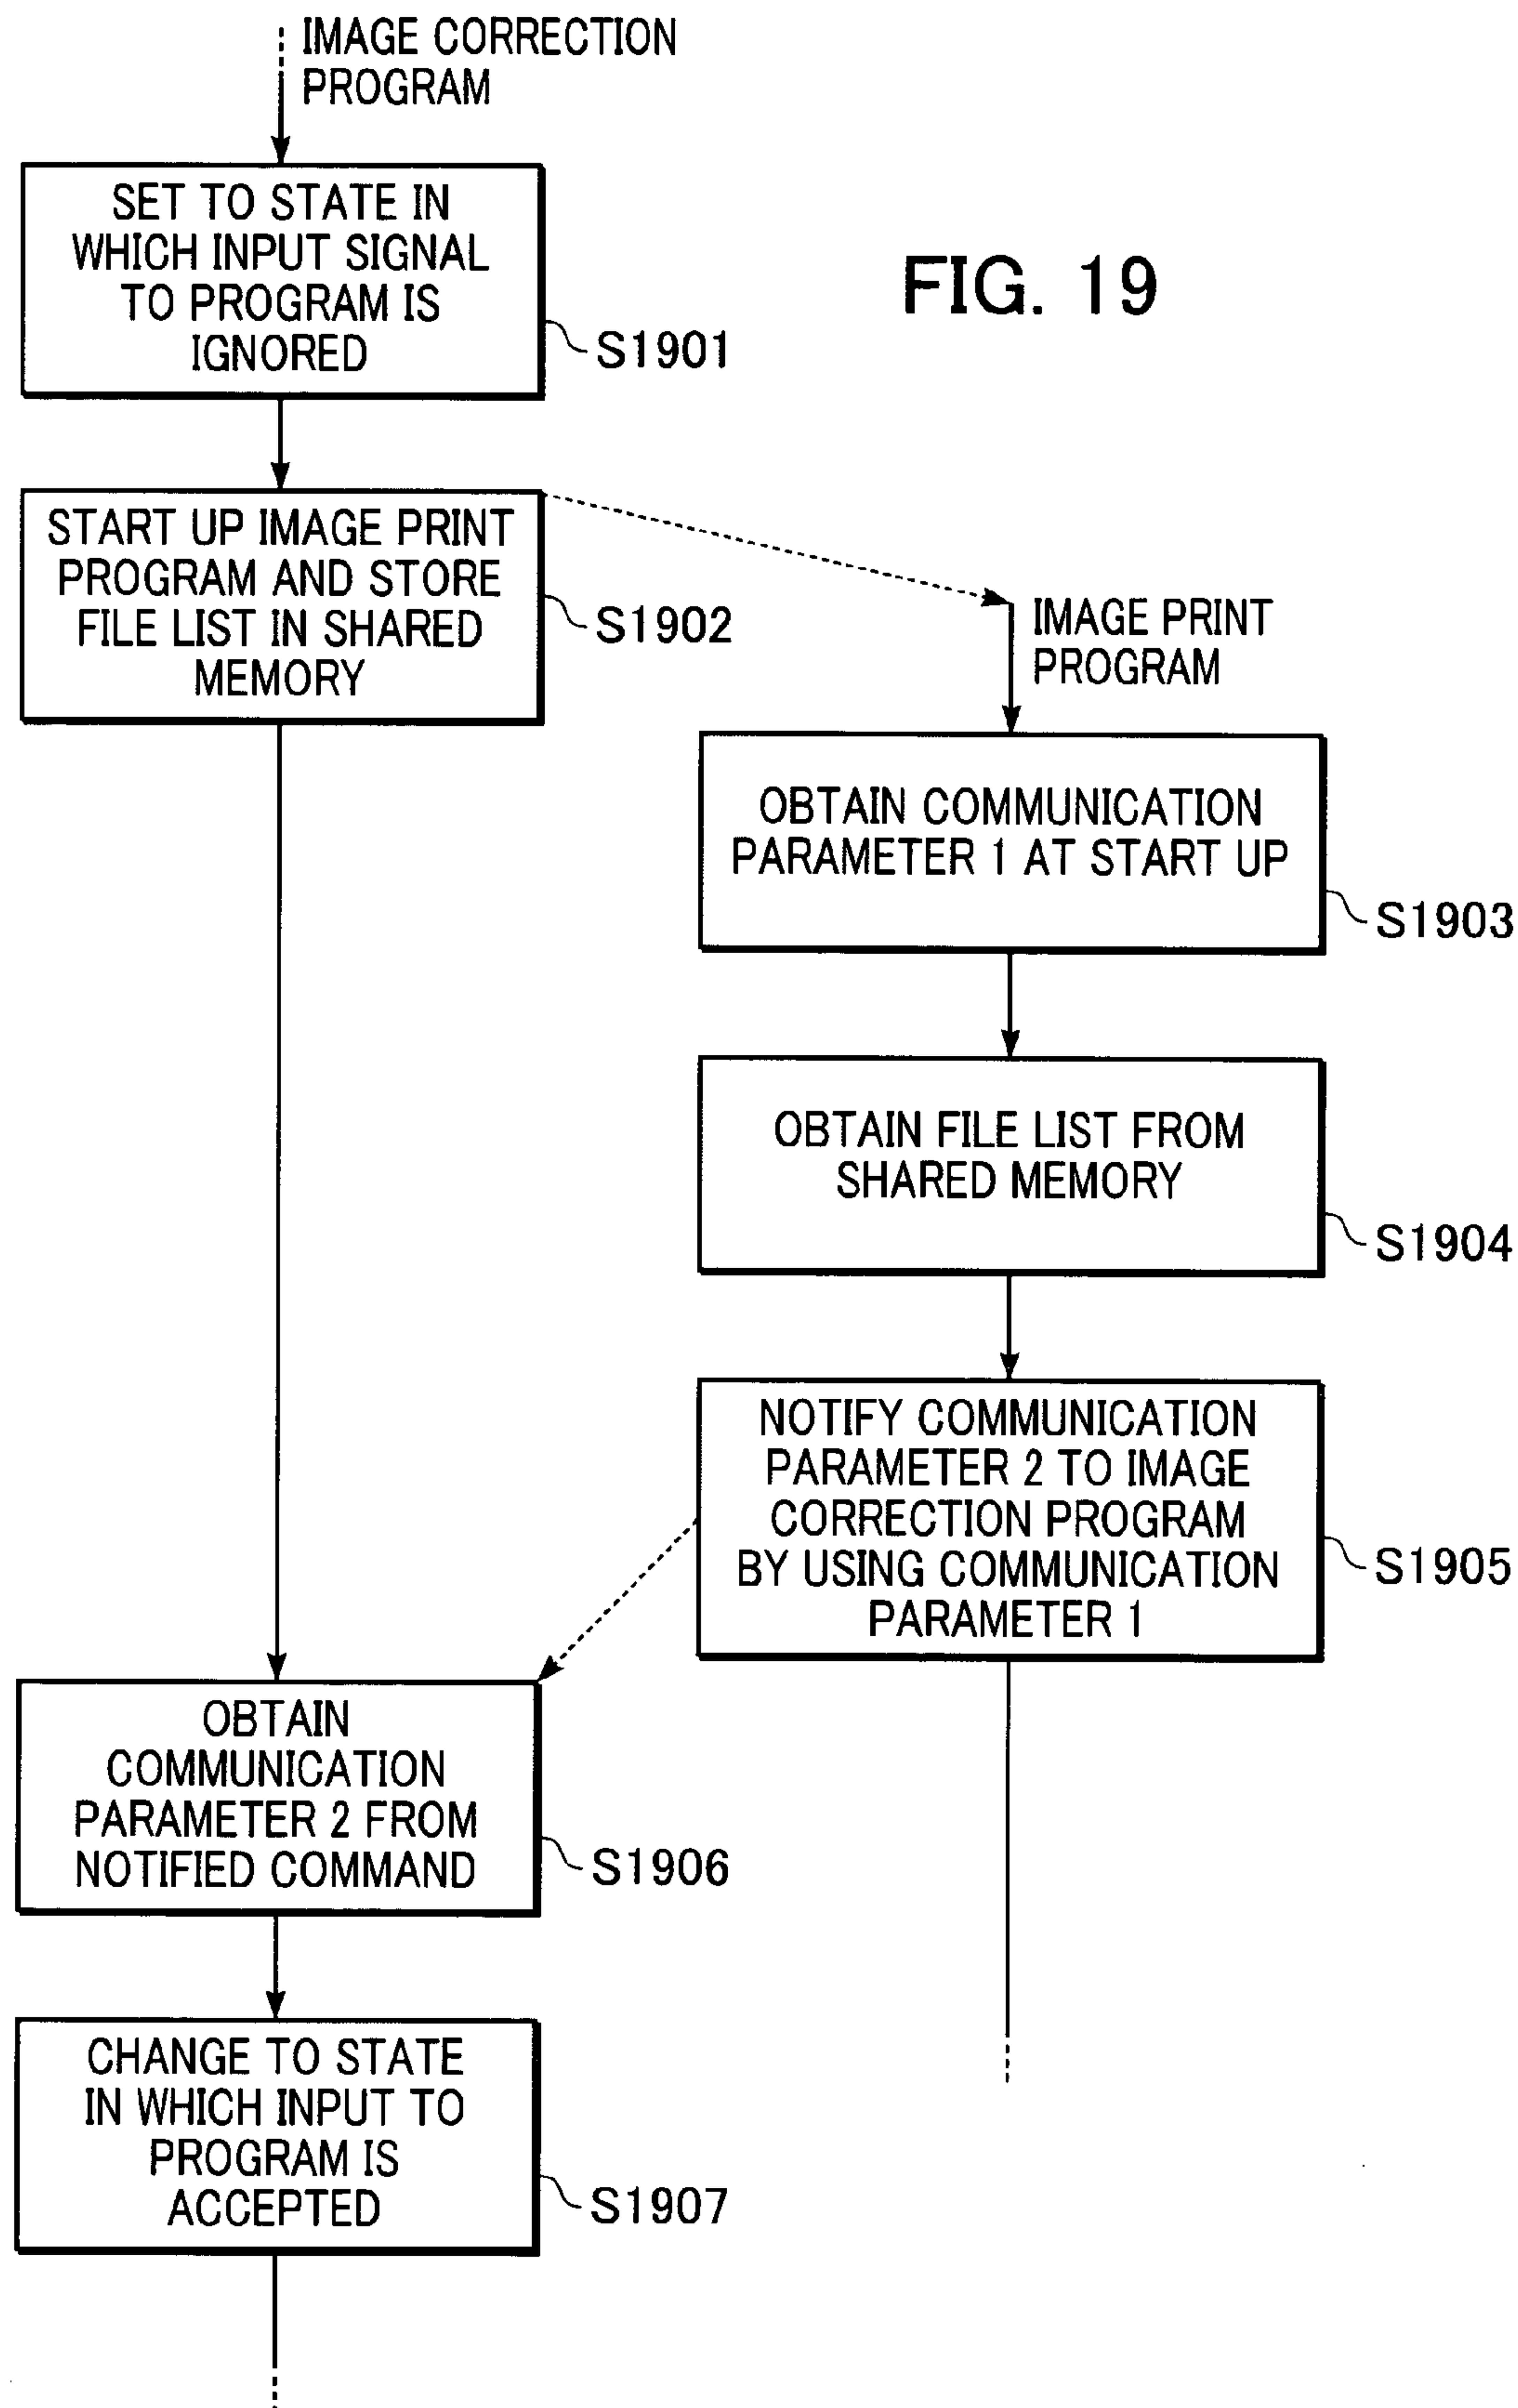 IMAGE CORRECTION
PROGRAM
SET TO STATE IN
WHICH INPUT SIGNAL
TO PROGRAM IS
IGNORED
S1901
FIG. 19
START UP IMAGE PRINT
PROGRAM AND STORE
FILE LIST IN SHARED
MEMORY
S1902
IMAGE PRINT
PROGRAM
OBTAIN COMMUNICATION
PARAMETER 1 AT START UP
S1903
OBTAIN FILE LIST FROM
SHARED MEMORY
S1904
NOTIFY COMMUNICATION
PARAMETER 2 TO IMAGE
CORRECTION PROGRAM
BY USING COMMUNICATION
PARAMETER 1
S1905
OBTAIN
COMMUNICATION
PARAMETER 2 FROM
NOTIFIED COMMAND
S1906
CHANGE TO STATE
IN WHICH INPUT TO
PROGRAM IS
ACCEPTED
S1907